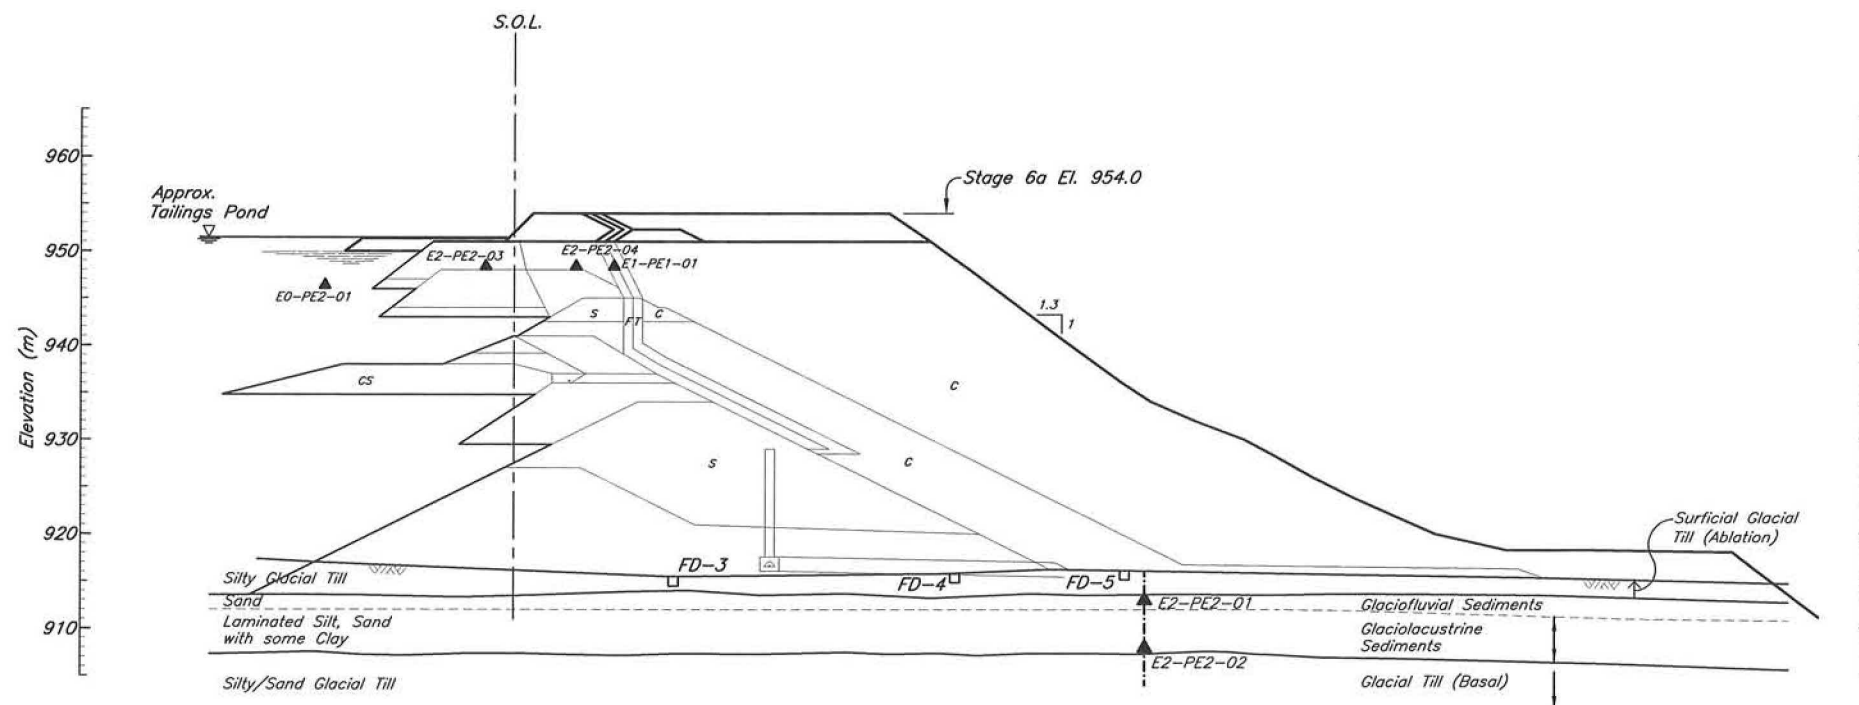 S.O.L.
960
950
940
930
920
910
Elevation (m)
Approx.
Tailings Pond
Stage 6a El. 954.0
E2-PE2-03
E2-PE2-04
E1-PE1-01
E0-PE2-01
1.3
1
s
FT
c
cs
c
s
c
Surficial Glacial
Till (Ablation)
FD-3
FD-4
FD-5
Silty Glacial Till
Sand
Laminated Silt, Sand
with some Clay
Silty/Sand Glacial Till
E2-PE2-01
E2-PE2-02
Glaciofluvial Sediments
Glaciolacustrine
Sediments
Glacial Till (Basal)